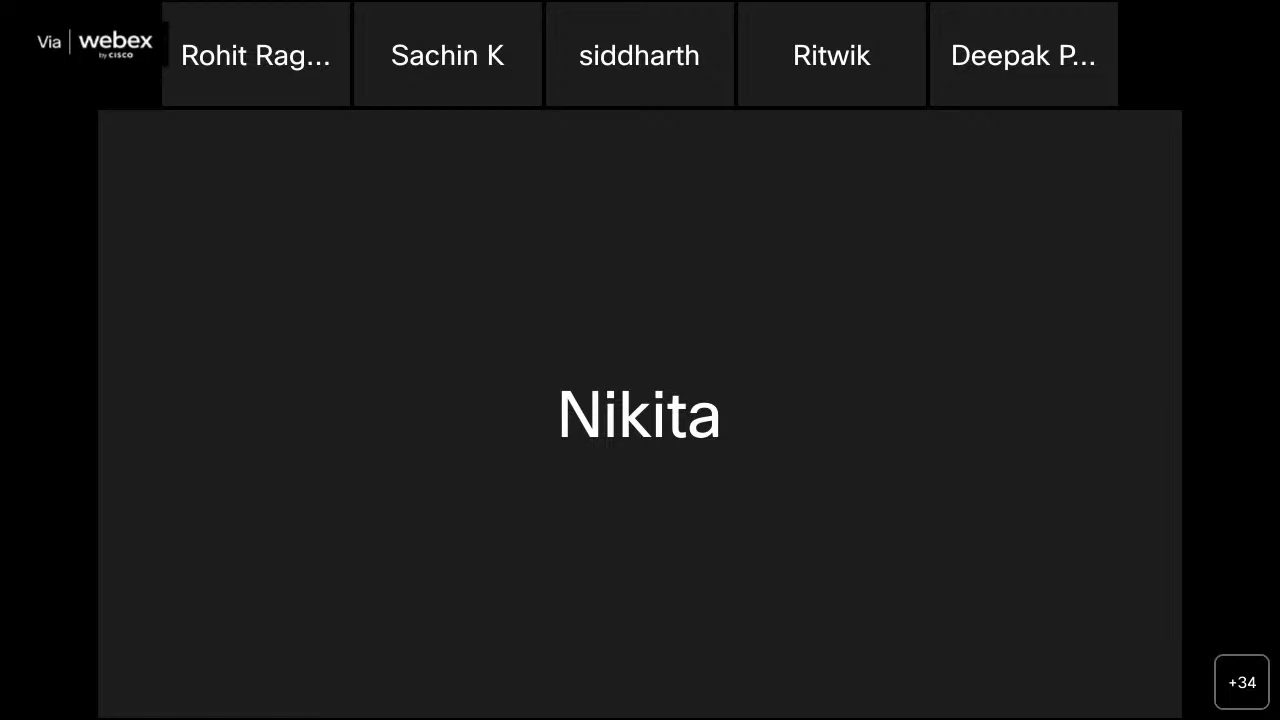 Via | webex
by CISCO
Rohit Rag...
Sachin K
siddharth
Ritwik
Deepak P...
Nikita
+34